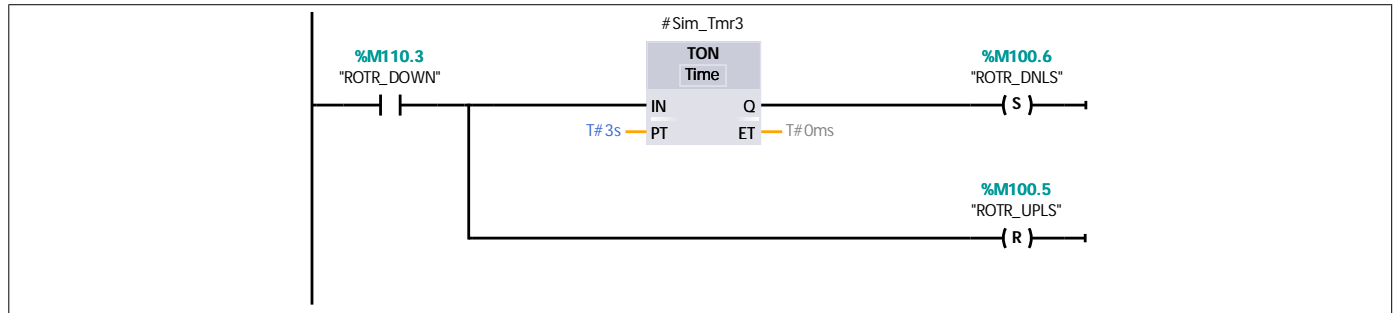 #Sim_Tmr3
%M110.3
"ROTR_DOWN"
TON
Time
%M100.6
"ROTR_DNLS"
IN
Q
S
T#3s
PT
ET
T#0ms
%M100.5
"ROTR_UPLS"
R